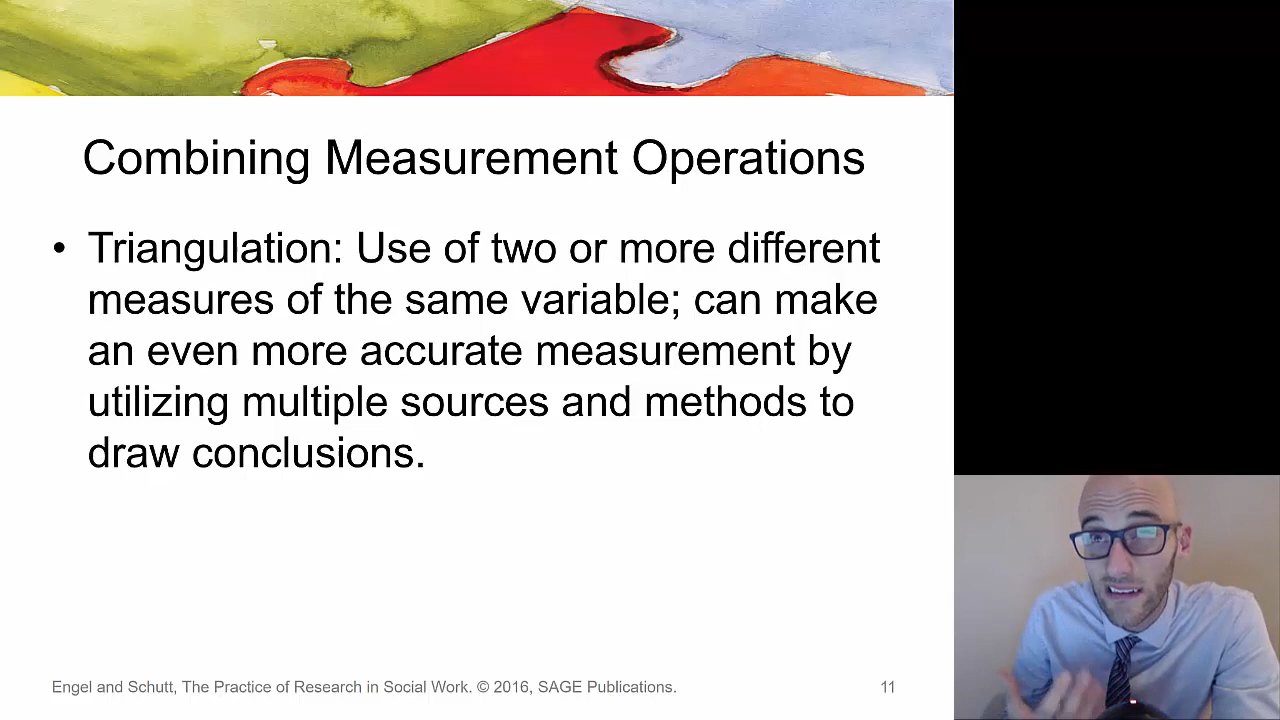 Combining Measurement Operations
• Triangulation: Use of two or more different
measures of the same variable; can make
an even more accurate measurement by
utilizing multiple sources and methods to
draw conclusions.
Engel and Schutt, The Practice of Research in Social Work. © 2016, SAGE Publications.
11